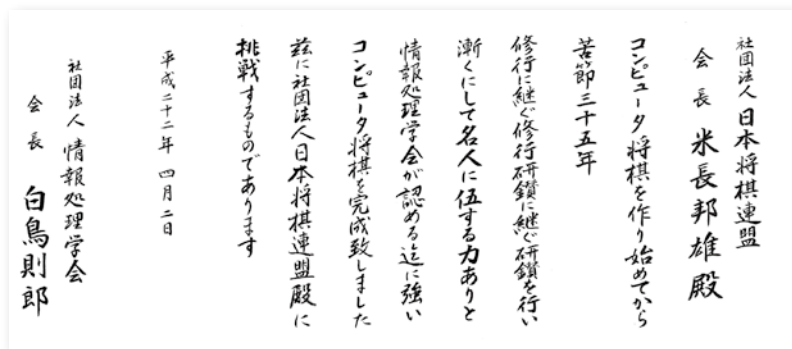 社団法人日本将棋連盟
会長 米長邦雄殿
コンピュータ将棋を作り始めてから
苦節三十五年
修行に継ぐ修行研鑽に継ぐ研鑽を行い
漸くにして名人に伍する力ありと
情報処理学会が認める迄に強い
コンピュータ将棋を完成致しました
茲に社団法人日本将棋連盟殿に
挑戦するものであります
平成二十二年 四月二日
社団法人 情報処理学会
会長 白鳥則郎